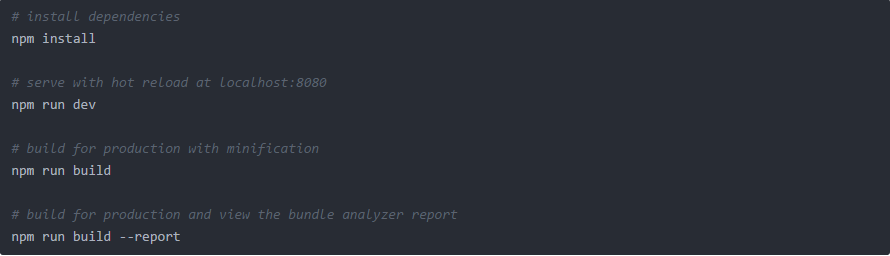 # install dependencies
npm install
# serve with hot reload at localhost:8080
npm run dev
# build for production with minification
npm run build
# build for production and view the bundle analyzer report
npm run build --report